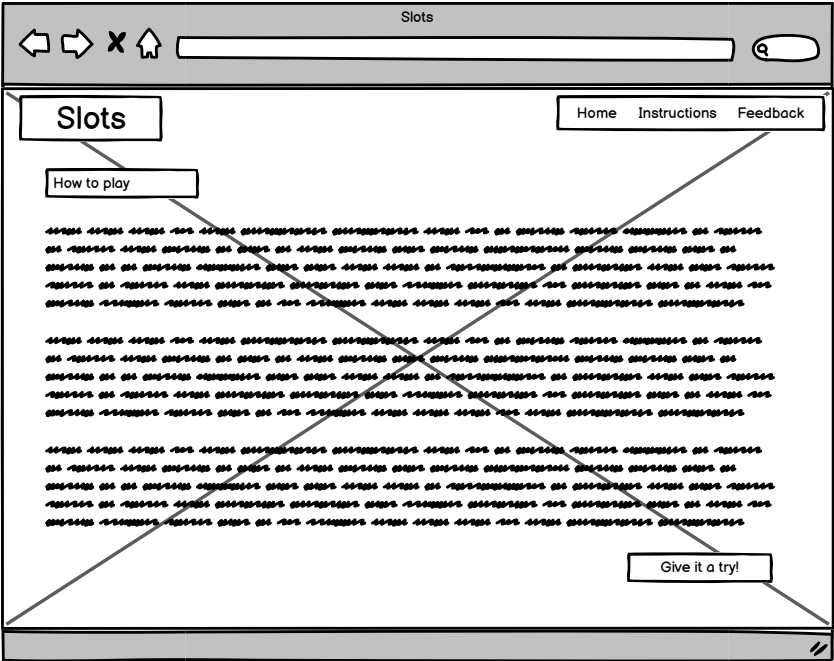 Slots
Slots
Home Instructions Feedback
How to play
Give it a try!